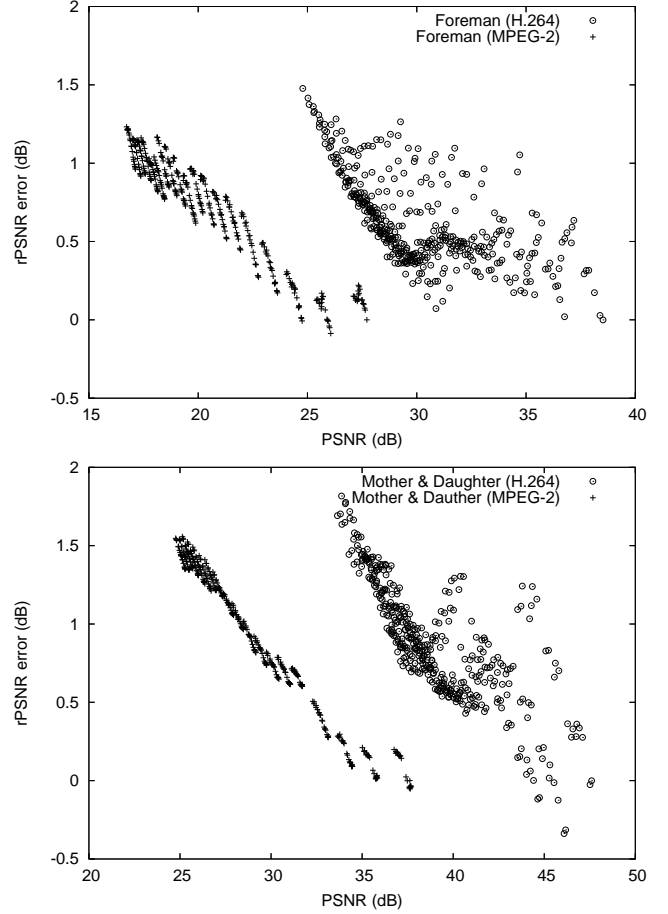 2
1.5
1
0.5
0
-0.5
rPSNR error (dB)
Foreman (H.264)
Foreman (MPEG-2)
15 20 25 30 35 40
PSNR (dB)
2
1.5
1
0.5
0
-0.5
rPSNR error (dB)
Mother & Daughter (H.264)
Mother & Dauther (MPEG-2)
20 25 30 35 40 45 50
PSNR (dB)